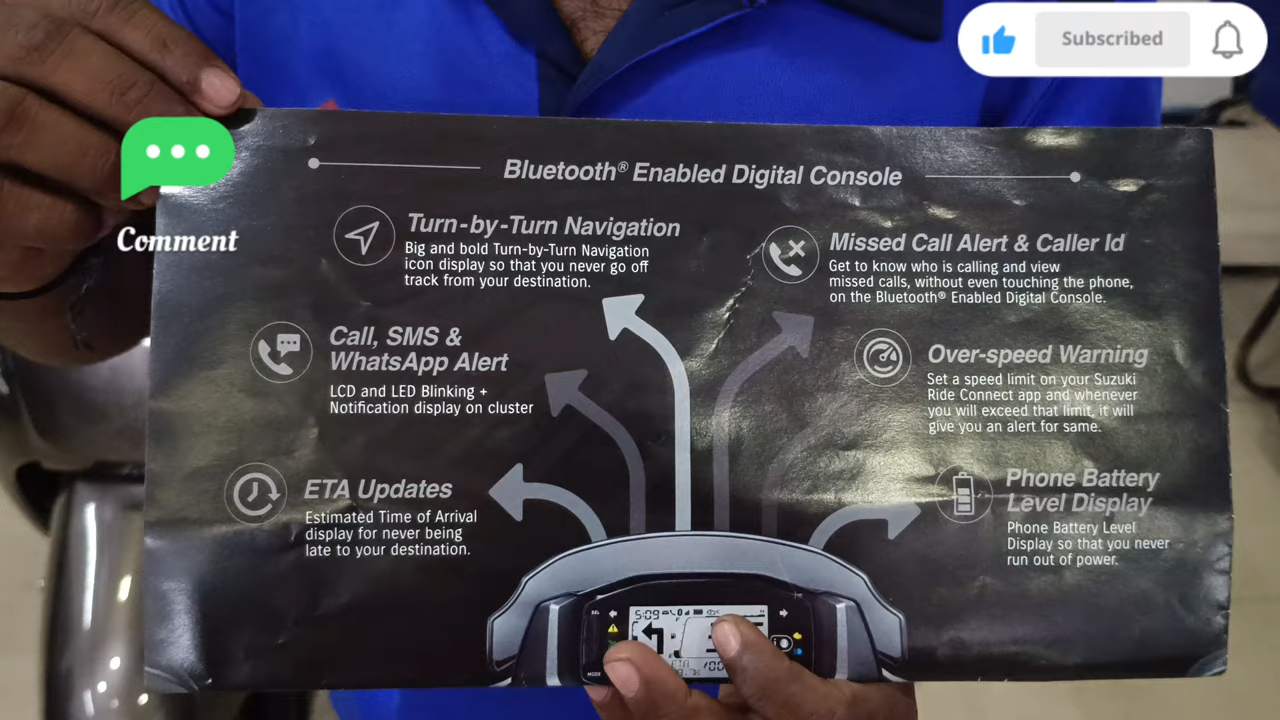 Subscribed
Comment
Bluetooth® Enabled Digital Console
Turn-by-Turn Navigation
Big and bold Turn-by-Turn Navigation
icon display so that you never go off
track from your destination.
Missed Call Alert & Caller Id
Get to know who is calling and view
missed calls, without even touching the phone,
on the Bluetooth® Enabled Digital Console.
Call, SMS &
WhatsApp Alert
LCD and LED Blinking +
Notification display on cluster
Over-speed Warning
Set a speed limit on your Suzuki
Ride Connect app and whenever
you will exceed that limit, it will
give you an alert for same.
ETA Updates
Estimated Time of Arrival
display for never being
late to your destination.
Phone Battery
Level Display
Phone Battery Level
Display so that you never
run out of power.
SEL
5:09
MODE
ETA